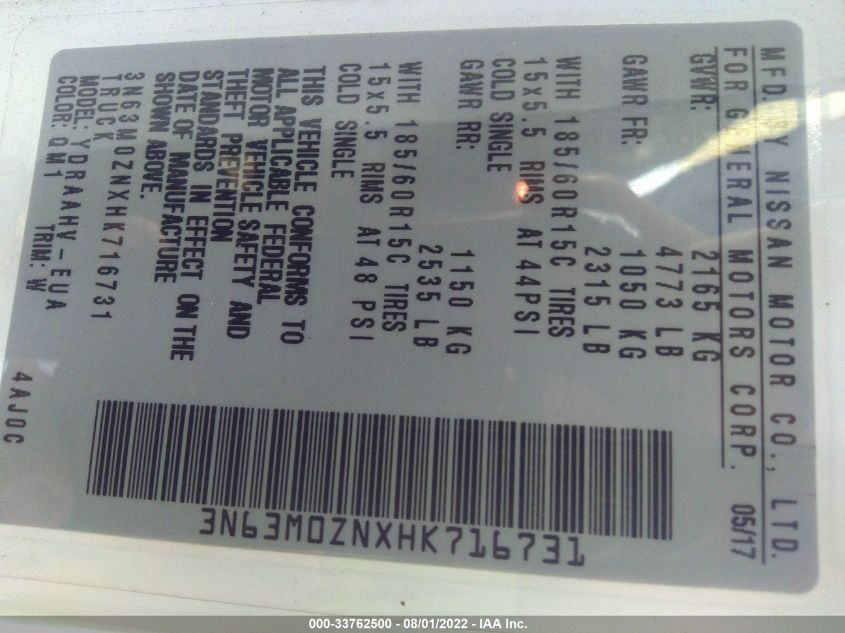 MFD. BY NISSAN MOTOR CO., LTD.
FOR GENERAL MOTORS CORP. 05/17
GVWR: 2165 KG
4773 LB
GAWR FR: 1050 KG
2315 LB
WITH 185/60R15C TIRES
15x5.5 RIMS AT 44PSI
COLD SINGLE
GAWR RR: 1150 KG
2535 LB
WITH 185/60R15C TIRES
15x5.5 RIMS AT 48 PSI
COLD SINGLE
THIS VEHICLE CONFORMS TO
ALL APPLICABLE FEDERAL
MOTOR VEHICLE SAFETY AND
THEFT PREVENTION
STANDARDS IN EFFECT ON THE
DATE OF MANUFACTURE
SHOWN ABOVE.
3N63M0ZNXHK716731
TRUCK
MODEL: YDRAAHV-EUA
COLOR: QM1 TRIM: W
4AJ0C
3N63M0ZNXHK716731
000-33762500 - 08/01/2022 - IAA Inc.